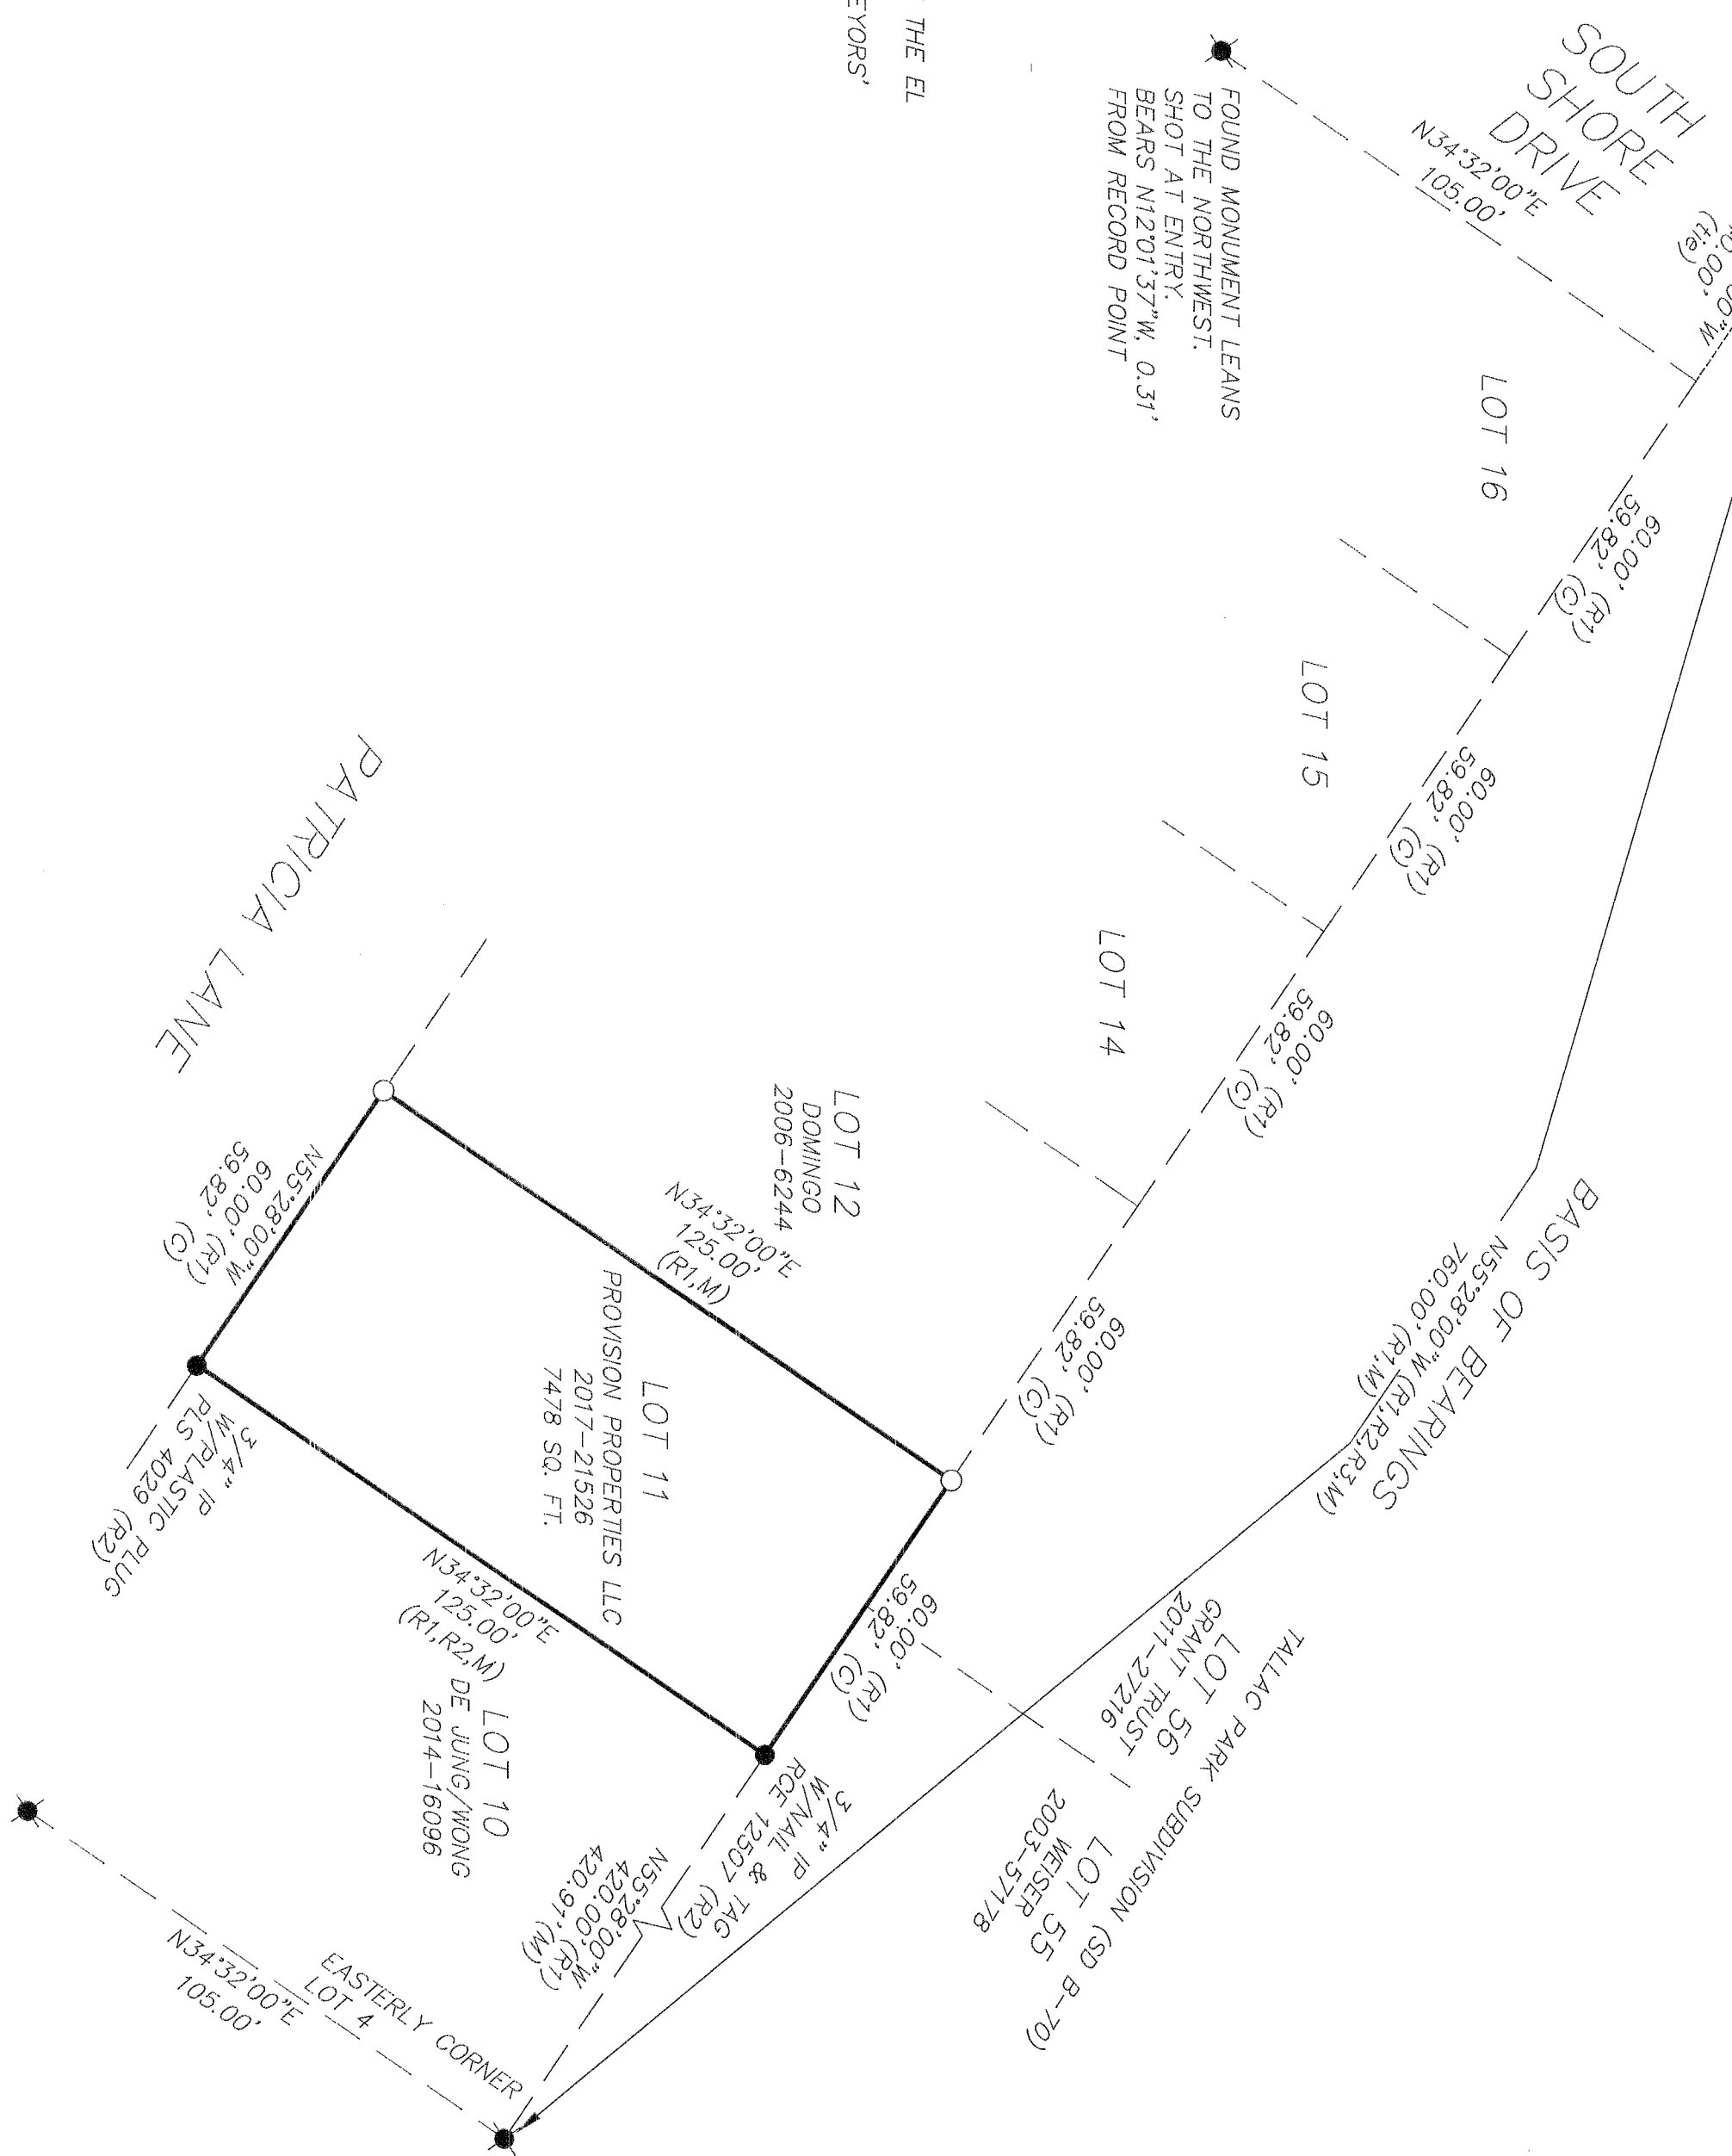 SOUTH
SHORE
DRIVE
N34°32'00"E
105.00'
(tie)
THE EL
EYORS'
FOUND MONUMENT LEANS
TO THE NORTHWEST.
SHOT AT ENTRY.
BEARS N12°01'37"W, 0.31'
FROM RECORD POINT
LOT 16
60.00' (R1)
59.82' (C)
LOT 15
60.00' (R1)
59.82' (C)
LOT 14
60.00' (R1)
59.82' (C)
BASIS OF BEARINGS
N55°28'00"W (R1,R2,R3,M)
760.00' (R1,M)
PATRICIA LANE
LOT 12
DOMINGO
2006-6244
60.00' (R1)
59.82' (C)
N34°32'00"E
125.00'
(R1,M)
N55°28'00"W
60.00' (R1)
59.82' (C)
LOT 11
PROVISION PROPERTIES LLC
2017-21526
7478 SQ. FT.
60.00' (R1)
59.82' (C)
TALLAC PARK SUBDIVISION (SD B-70)
LOT 56
GRANT TRUST
2011-27216
LOT 55
WEISER
2003-57178
3/4" IP
W/PLASTIC PLUG
PLS 4029 (R2)
N34°32'00"E
125.00'
(R1,R2,M)
LOT 10
DE JUNG/WONG
2014-16096
3/4" IP
W/NAIL & TAG
RCE 12507 (R2)
N55°28'00"W
420.00' (R1)
420.91' (M)
EASTERLY CORNER
LOT 4
N34°32'00"E
105.00'